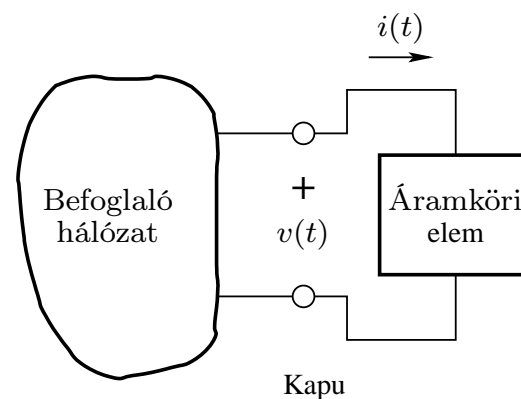 i(t)
Befoglaló
hálózat
+
v(t)
Áramköri
elem
Kapu